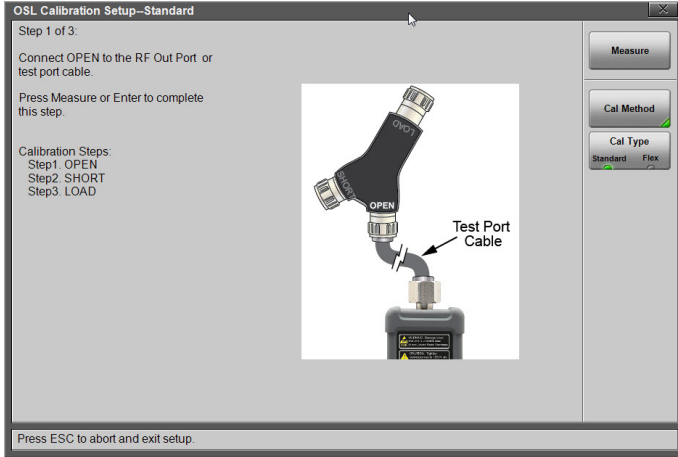 OSL Calibration Setup--Standard
Step 1 of 3:
Connect OPEN to the RF Out Port or
test port cable.
Press Measure or Enter to complete
this step.
Calibration Steps:
Step1. OPEN
Step2. SHORT
Step3. LOAD
LOAD
SHORT
OPEN
Test Port
Cable
Measure
Cal Method
Cal Type
Standard Flex
Press ESC to abort and exit setup.